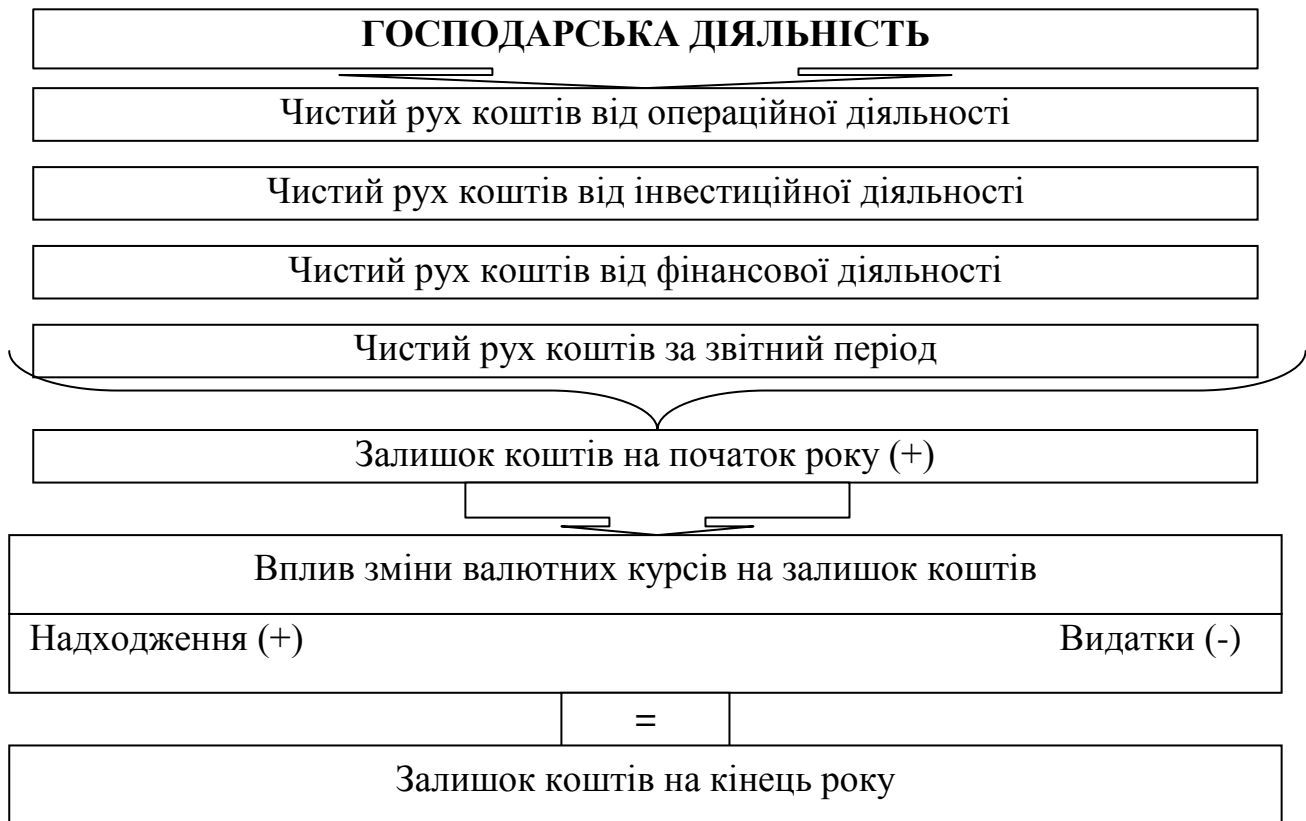 ГОСПОДАРСЬКА ДІЯЛЬНІСТЬ
Чистий рух коштів від операційної діяльності
Чистий рух коштів від інвестиційної діяльності
Чистий рух коштів від фінансової діяльності
Чистий рух коштів за звітний період
Залишок коштів на початок року (+)
Вплив зміни валютних курсів на залишок коштів
Надходження (+) Видатки (-)
=
Залишок коштів на кінець року